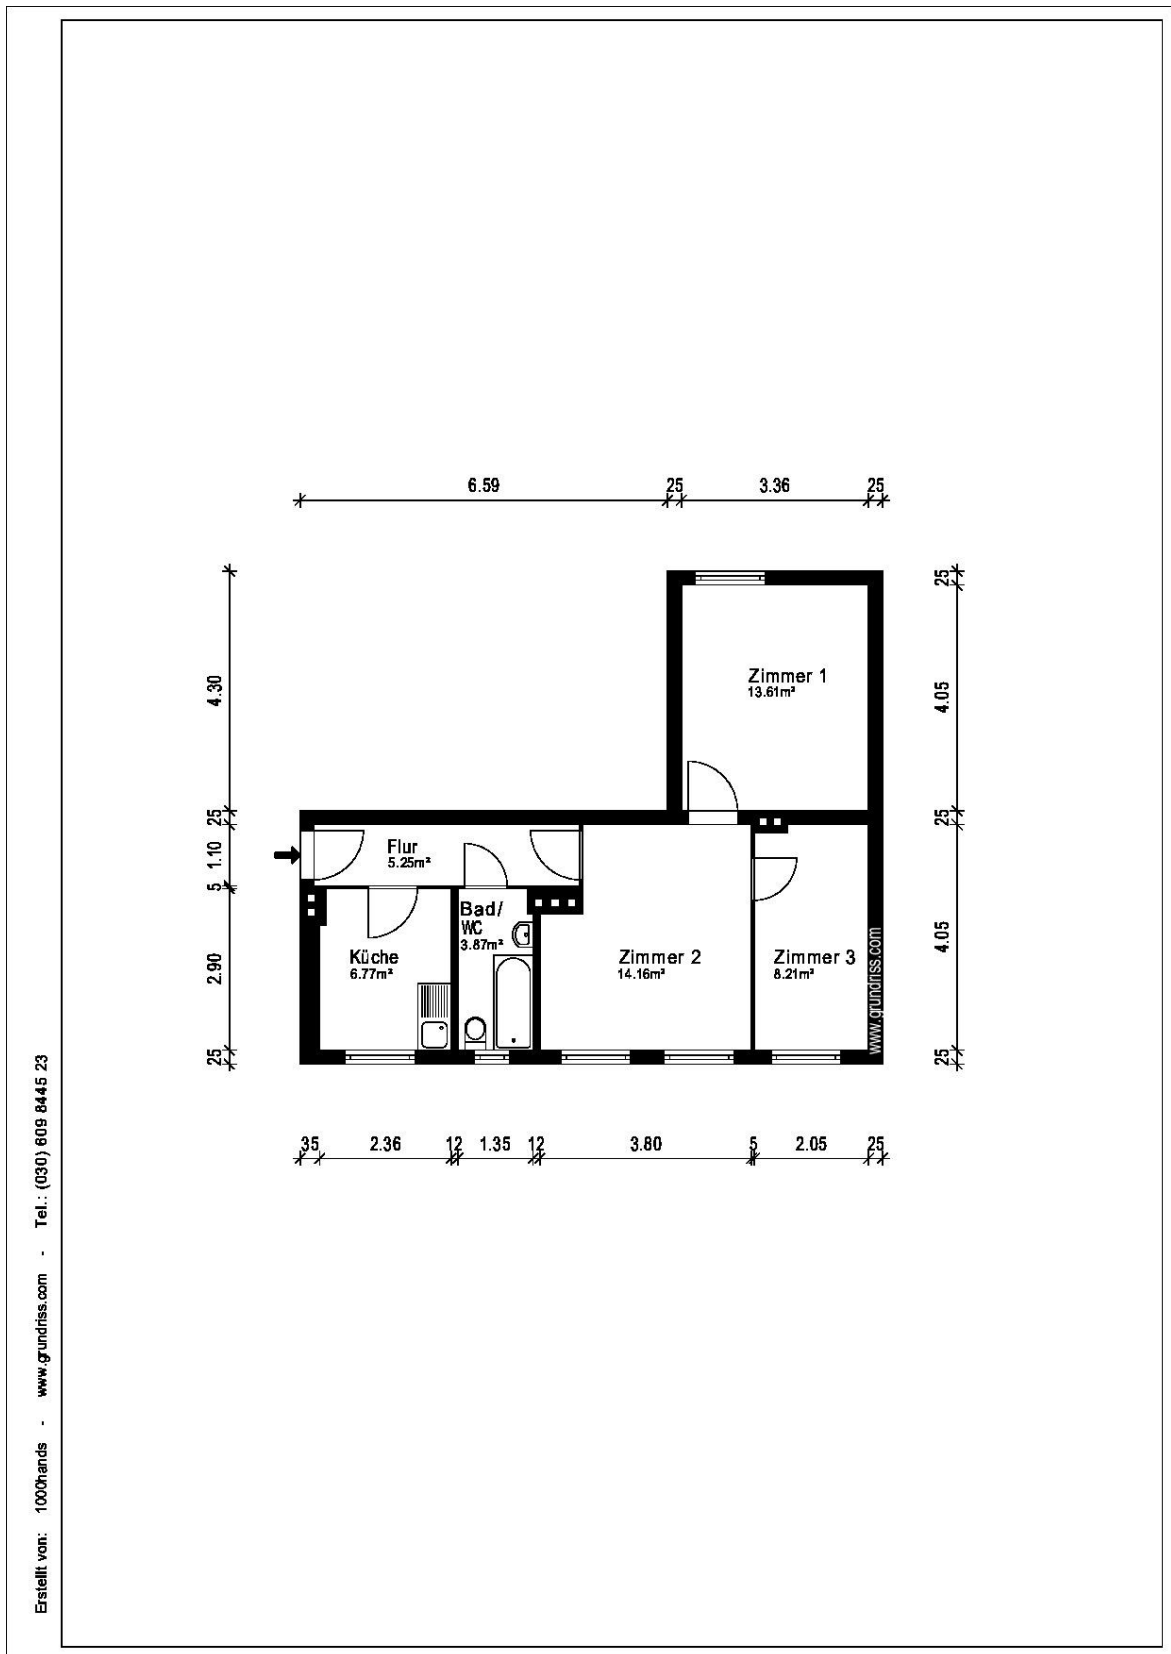 6.59 25 3.36 25
4.30
25
1.10
5
2.90
25
25
4.05
25
4.05
25
Zimmer 1
13.61m²
Flur
5.25m²
Bad/
WC
3.87m²
Küche
6.77m²
Zimmer 2
14.16m²
Zimmer 3
8.21m²
www.grundriss.com
35 2.36 12 1.35 12 3.80 5 2.05 25
Erstellt von: 1000hands - www.grundriss.com - Tel.: (030) 609 8445 23